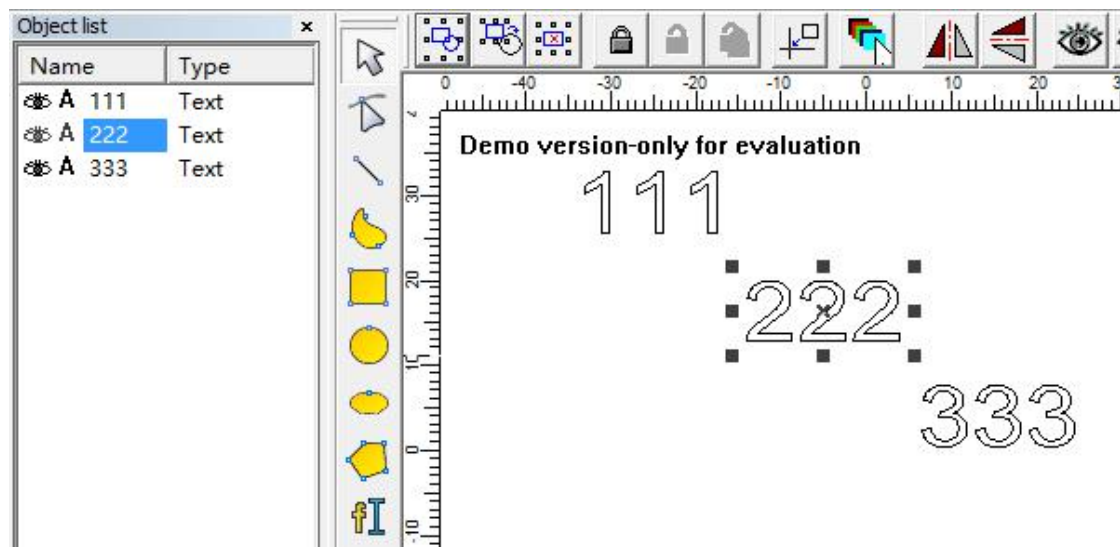 Object list x
Name Type
A 111 Text
A 222 Text
A 333 Text
f
0 -40 -30 -20 -10 0 10 20 3
30
20
10
0
-10
Demo version-only for evaluation
111
222
333